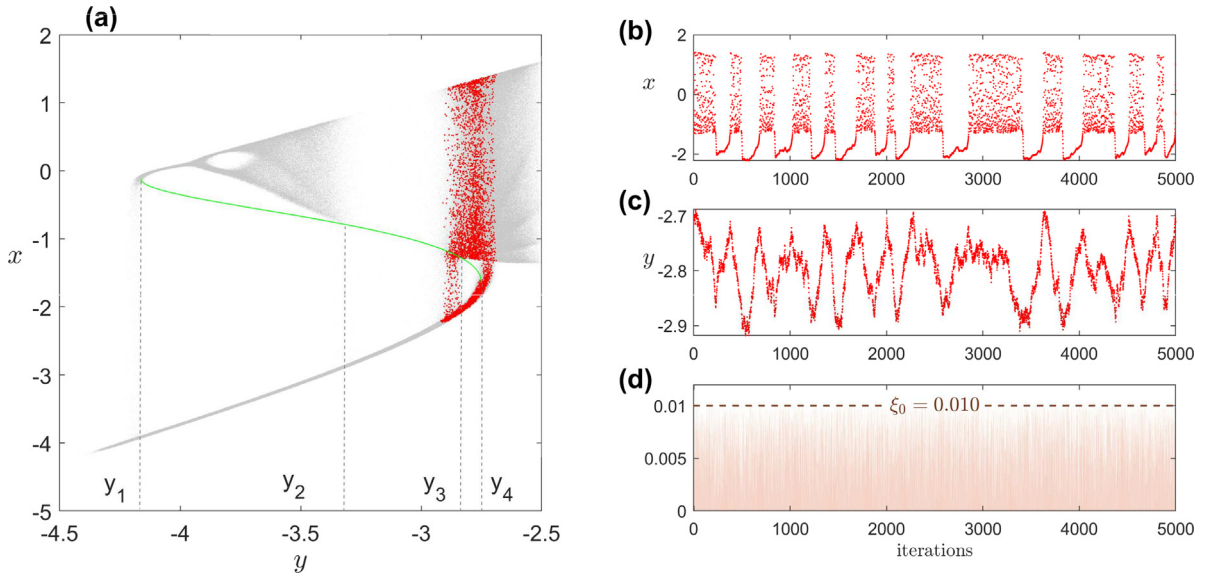 (a)
2
1
0
-1
-2
-3
-4
-5
x
y1 y2 y3 y4
-4.5 -4 -3.5 -3 -2.5
y
(b)
2
0
-2
x
0 1000 2000 3000 4000 5000
(c)
-2.7
-2.8
-2.9
y
0 1000 2000 3000 4000 5000
(d)
0.01
0.005
0
ξ0 = 0.010
0 1000 2000 3000 4000 5000
iterations